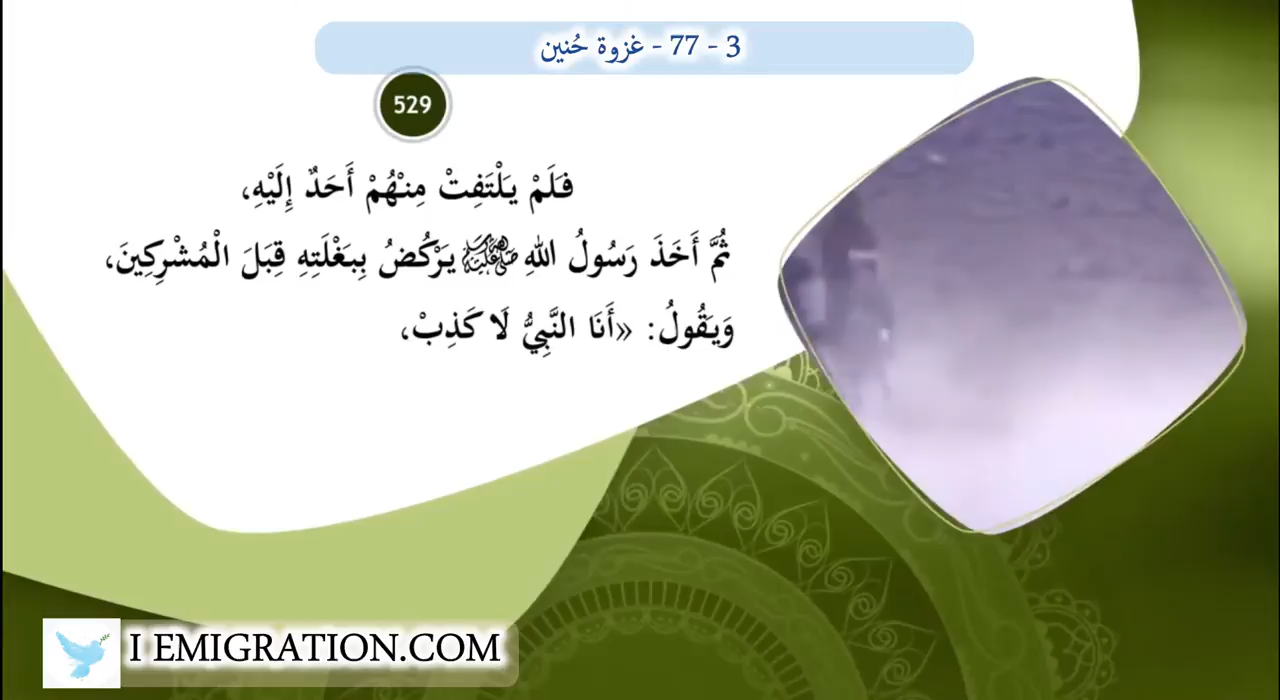 3 - 77 - غزوة حُنين
529
فَلَمْ يَلْتَفِتْ مِنْهُمْ أَحَدٌ إِلَيْهِ،
ثُمَّ أَخَذَ رَسُولُ اللهِ ﷺ يَرْكُضُ بِبَغْلَتِهِ قِبَلَ الْمُشْرِكِينَ،
وَيَقُولُ: «أَنَا النَّبِيُّ لَا كَذِبْ،
I EMIGRATION.COM